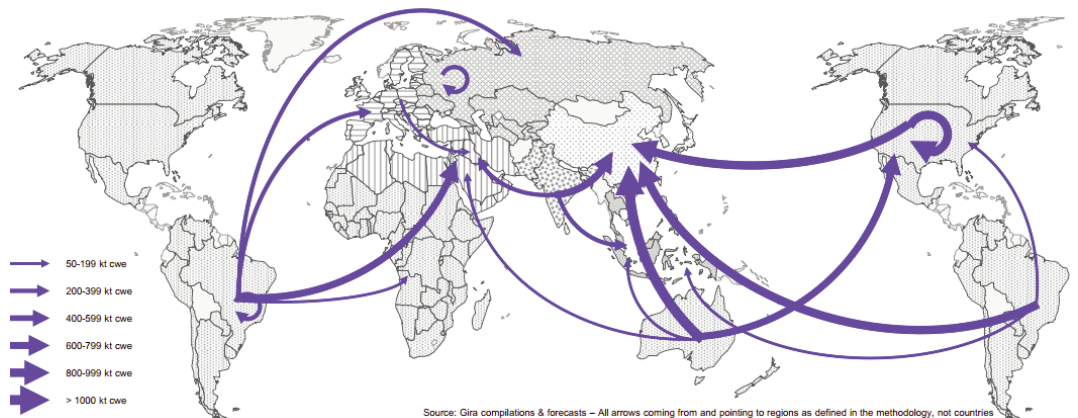 50-199 kt cwe
200-399 kt cwe
400-599 kt cwe
600-799 kt cwe
800-999 kt cwe
> 1000 kt cwe
Source: Gira compilations & forecasts – All arrows coming from and pointing to regions as defined in the methodology, not countries